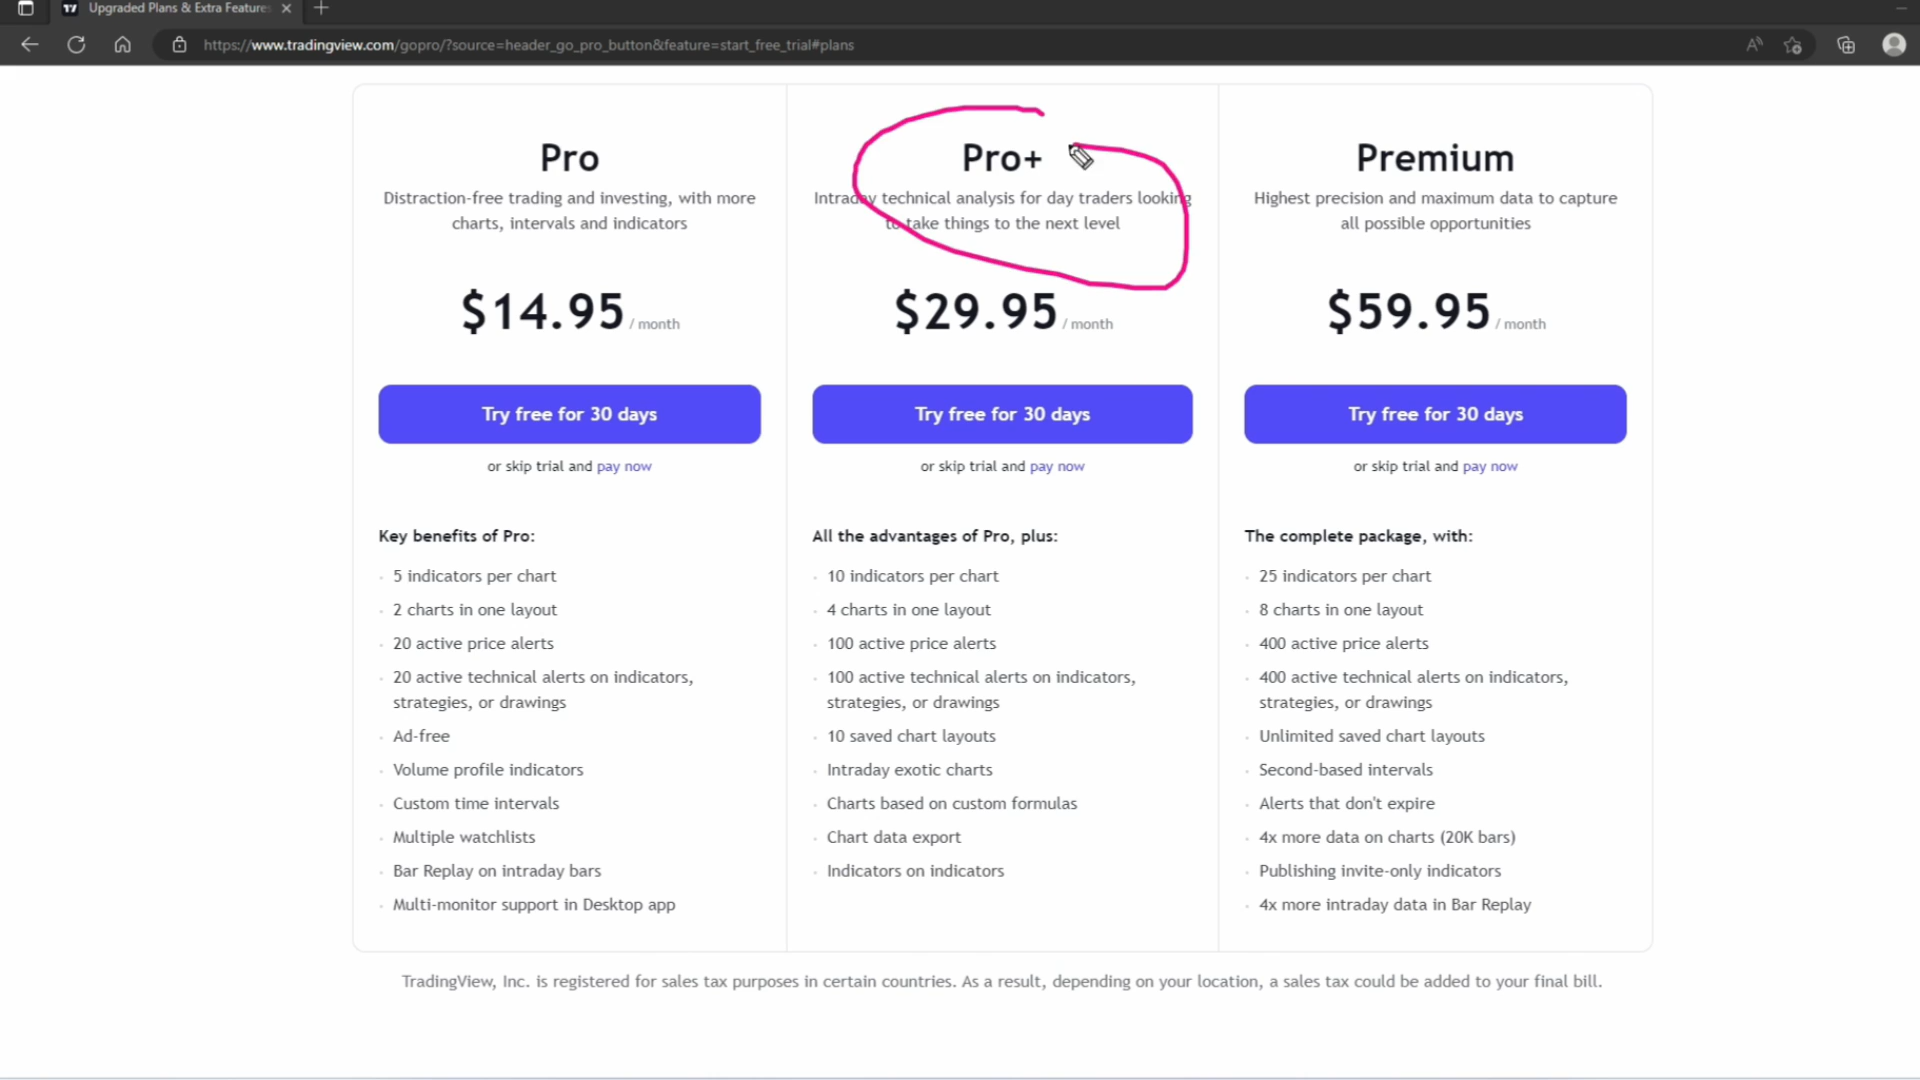 Upgraded Plans & Extra Features
https://www.tradingview.com/gopro/?source=header_go_pro_button&feature=start_free_trial#plans
Pro
Distraction-free trading and investing, with more
charts, intervals and indicators
$14.95 / month
Try free for 30 days
or skip trial and pay now
Key benefits of Pro:
5 indicators per chart
2 charts in one layout
20 active price alerts
20 active technical alerts on indicators,
strategies, or drawings
Ad-free
Volume profile indicators
Custom time intervals
Multiple watchlists
Bar Replay on intraday bars
Multi-monitor support in Desktop app
Pro+
Intraday technical analysis for day traders looking
to take things to the next level
$29.95 / month
Try free for 30 days
or skip trial and pay now
All the advantages of Pro, plus:
10 indicators per chart
4 charts in one layout
100 active price alerts
100 active technical alerts on indicators,
strategies, or drawings
10 saved chart layouts
Intraday exotic charts
Charts based on custom formulas
Chart data export
Indicators on indicators
Premium
Highest precision and maximum data to capture
all possible opportunities
$59.95 / month
Try free for 30 days
or skip trial and pay now
The complete package, with:
25 indicators per chart
8 charts in one layout
400 active price alerts
400 active technical alerts on indicators,
strategies, or drawings
Unlimited saved chart layouts
Second-based intervals
Alerts that don't expire
4x more data on charts (20K bars)
Publishing invite-only indicators
4x more intraday data in Bar Replay
TradingView, Inc. is registered for sales tax purposes in certain countries. As a result, depending on your location, a sales tax could be added to your final bill.